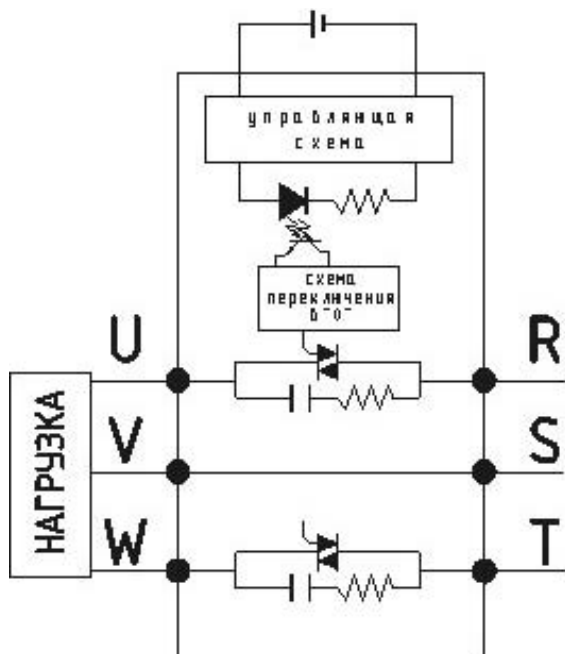 управляющая
схема
схема
переключения
в "0"
U
R
НАГРУЗКА
V
S
W
T